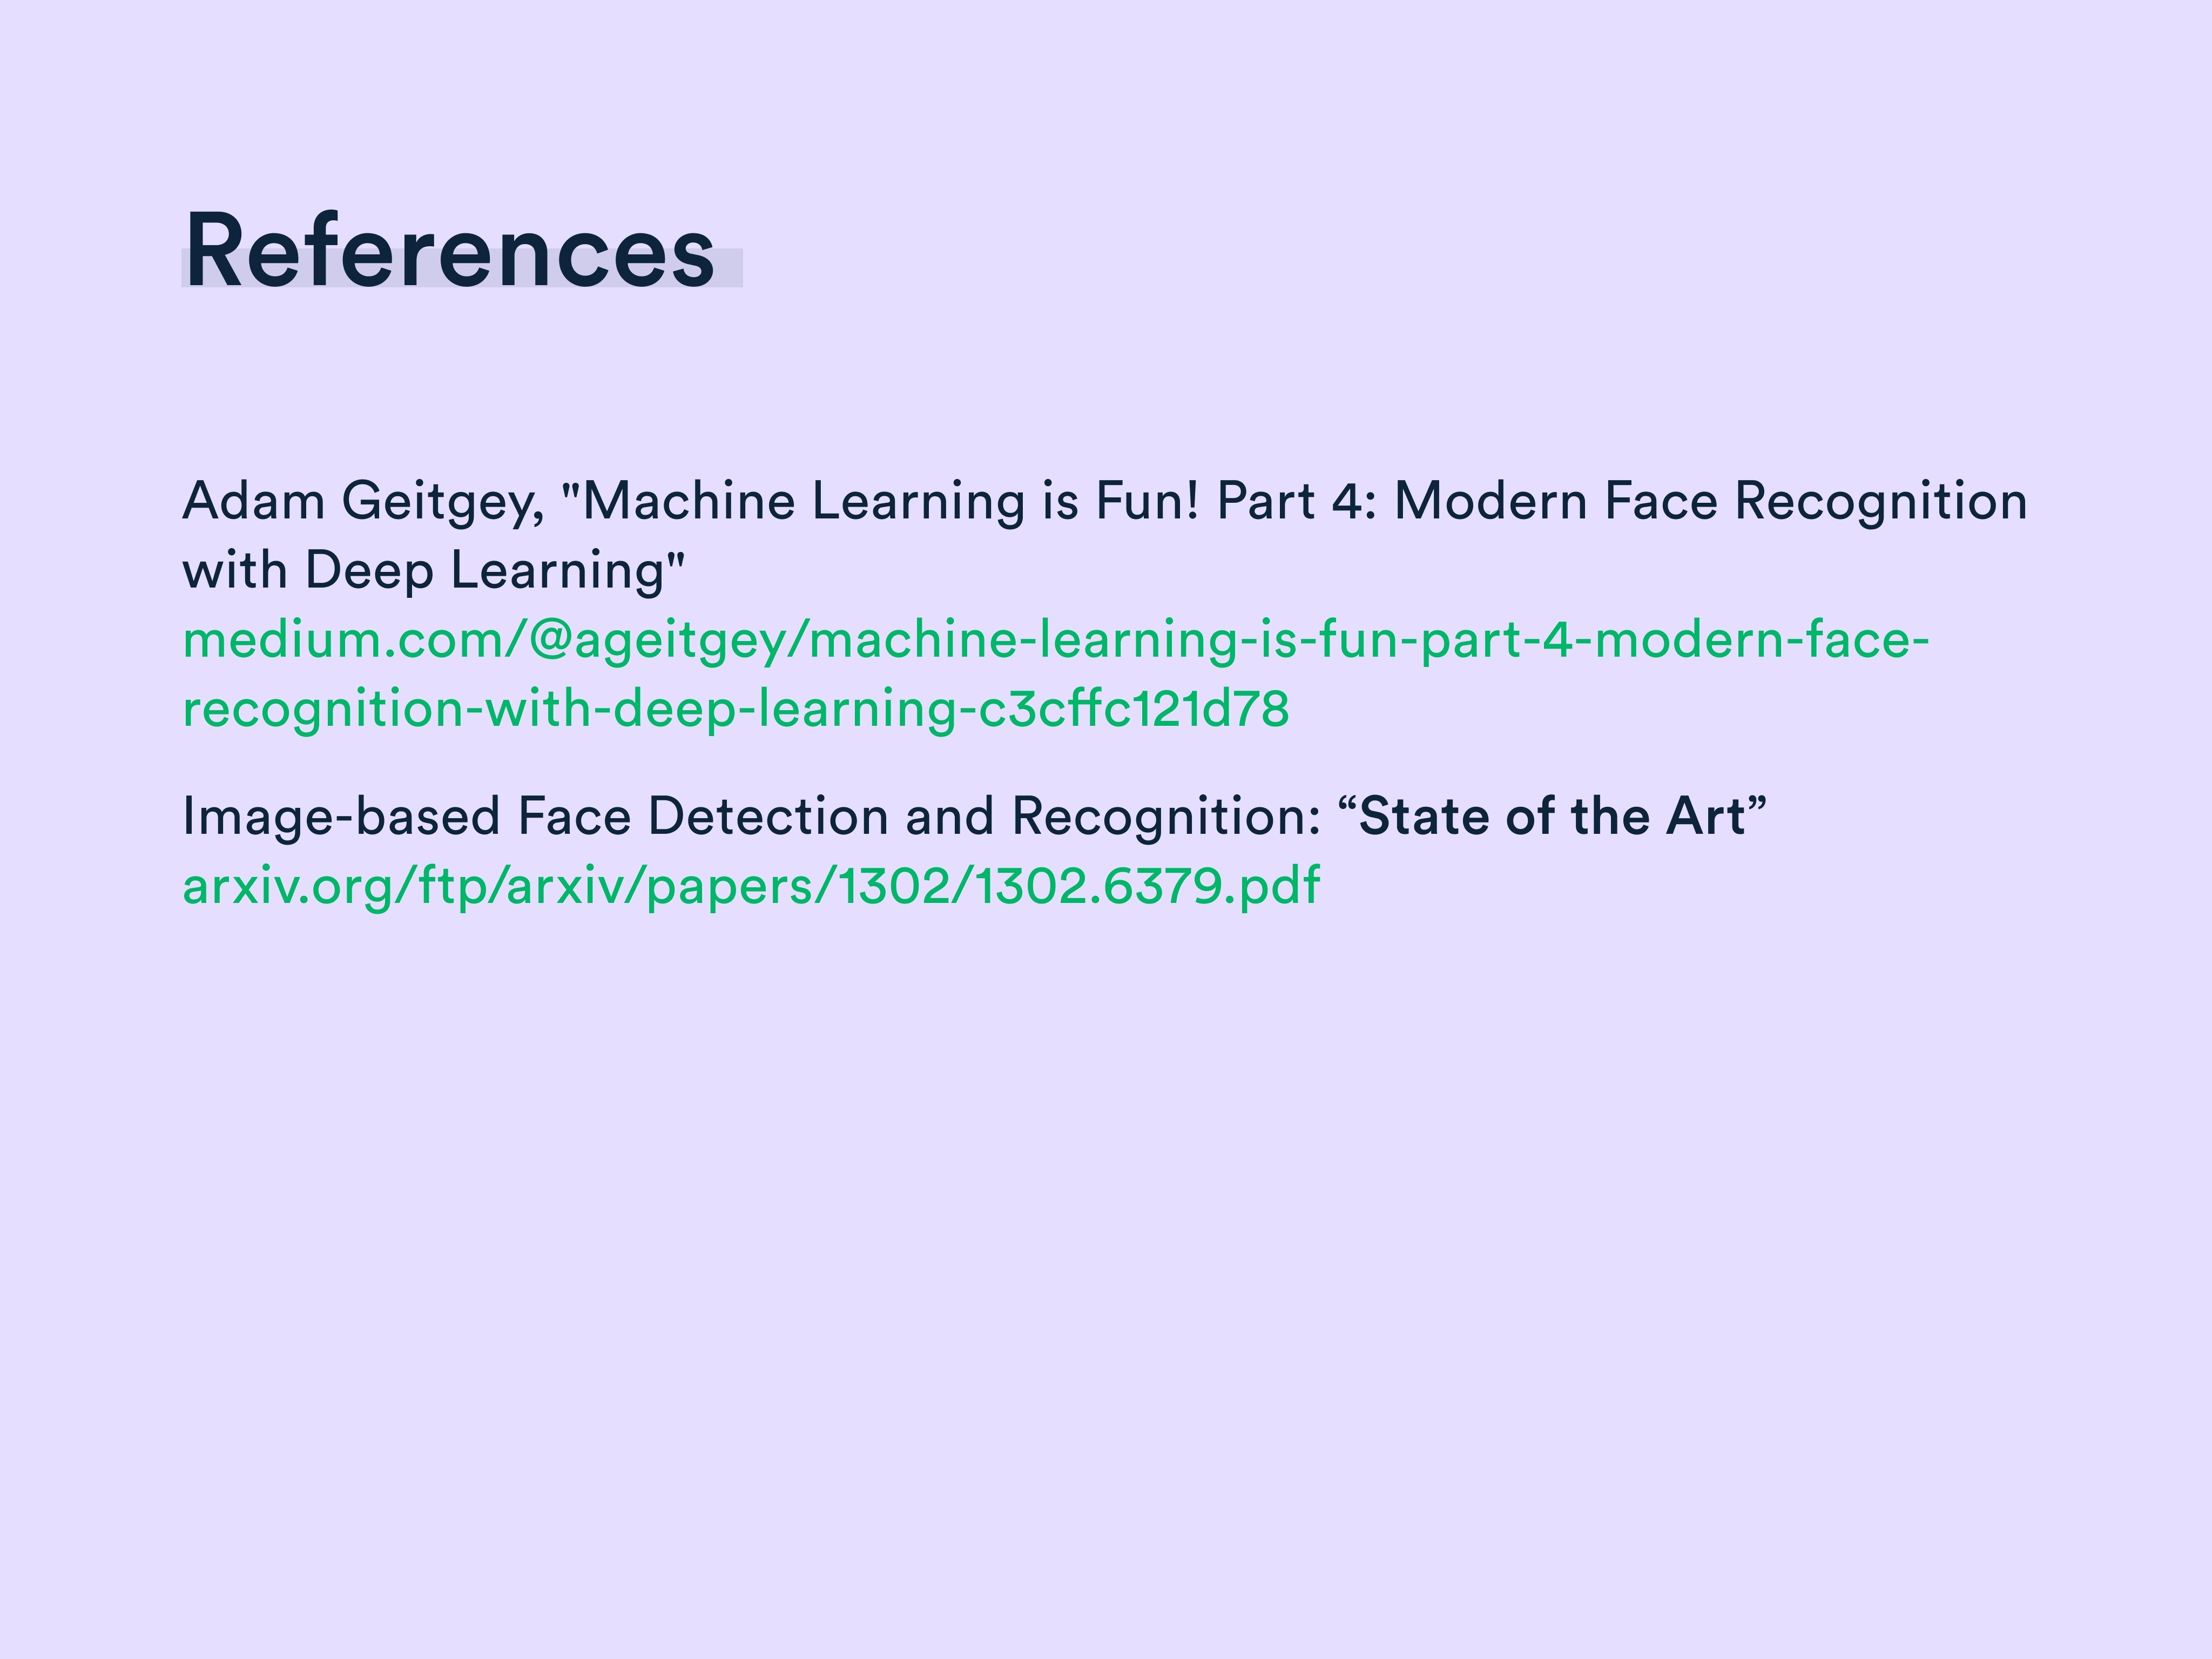 References
Adam Geitgey, "Machine Learning is Fun! Part 4: Modern Face Recognition
with Deep Learning"
medium.com/@ageitgey/machine-learning-is-fun-part-4-modern-face-
recognition-with-deep-learning-c3cffc121d78
Image-based Face Detection and Recognition: “State of the Art”
arxiv.org/ftp/arxiv/papers/1302/1302.6379.pdf